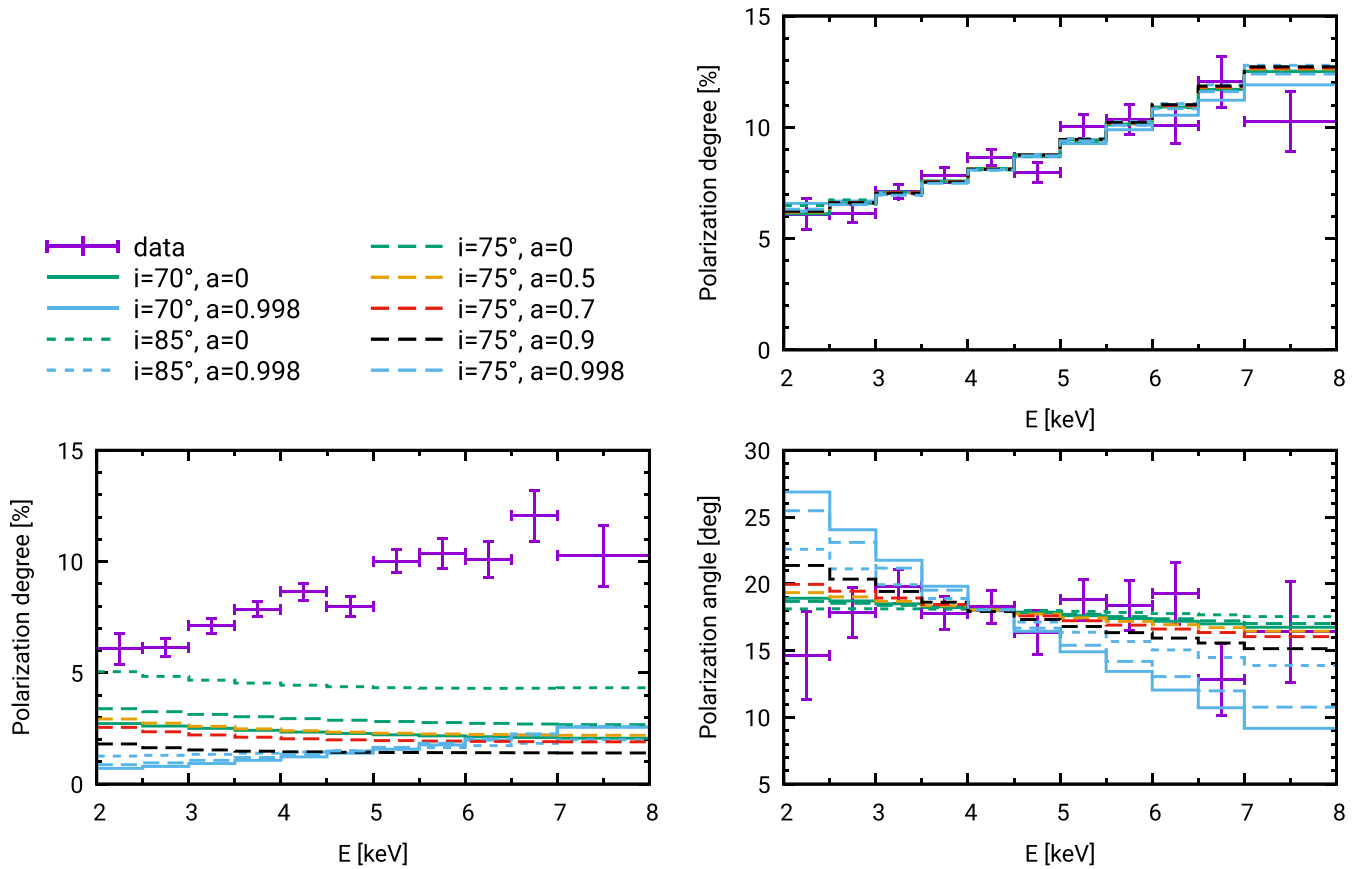 15
10
5
0
Polarization degree [%]
2 3 4 5 6 7 8
E [keV]
data
i=70°, a=0
i=70°, a=0.998
i=85°, a=0
i=85°, a=0.998
i=75°, a=0
i=75°, a=0.5
i=75°, a=0.7
i=75°, a=0.9
i=75°, a=0.998
15
10
5
0
Polarization degree [%]
2 3 4 5 6 7 8
E [keV]
30
25
20
15
10
5
Polarization angle [deg]
2 3 4 5 6 7 8
E [keV]